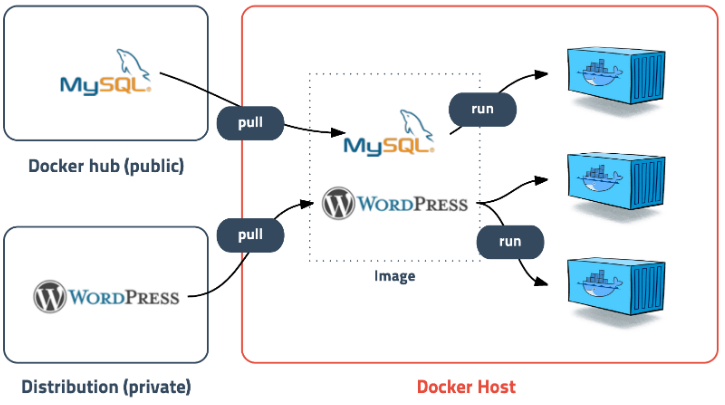 MySQL®
pull
Docker hub (public)
MySQL®
run
WORDPRESS
Image
run
pull
WORDPRESS
Distribution (private)
Docker Host